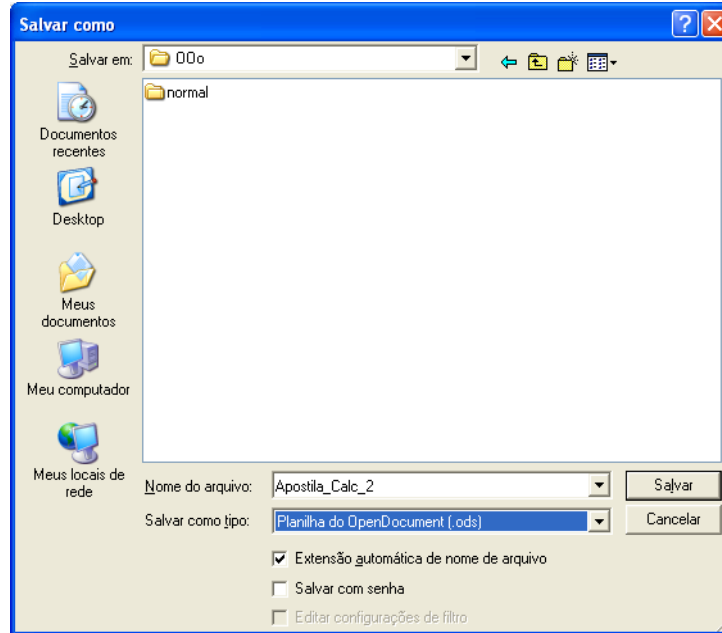 Salvar como
Salvar em:
OOo
normal
Documentos
recentes
Desktop
Meus
documentos
Meu computador
Meus locais de
rede
Nome do arquivo:
Apostila_Calc_2
Salvar
Salvar como tipo:
Planilha do OpenDocument (.ods)
Cancelar
Extensão automática de nome de arquivo
Salvar com senha
Editar configurações de filtro